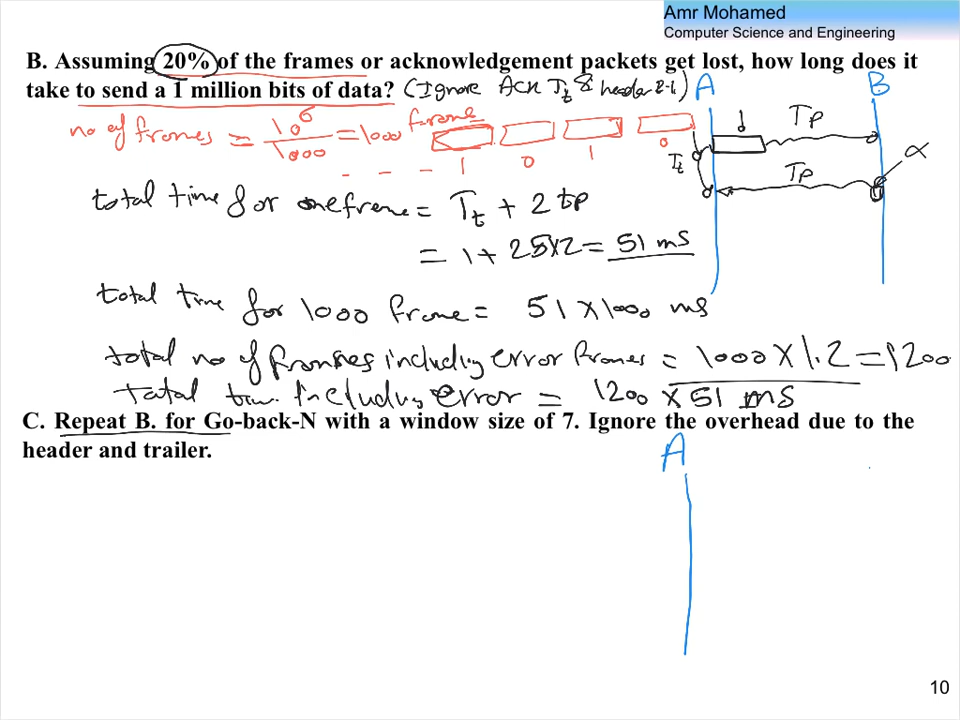 Amr Mohamed
Computer Science and Engineering
B. Assuming 20% of the frames or acknowledgement packets get lost, how long does it
take to send a 1 million bits of data? (Ignore Ack Tt & header &) A B
no of frames = 10^6 / 1000 = 1000 frame
1 0 1 0
Tt Tp α
Tp
total time for one frame = Tt + 2 tp
= 1 + 25x2 = 51 ms
total time for 1000 frame = 51 x 1000 ms
total no of frames including error frames = 1000 x 1.2 = 1200
total time including error = 1200 x 51 ms
C. Repeat B. for Go-back-N with a window size of 7. Ignore the overhead due to the
header and trailer.
A
10